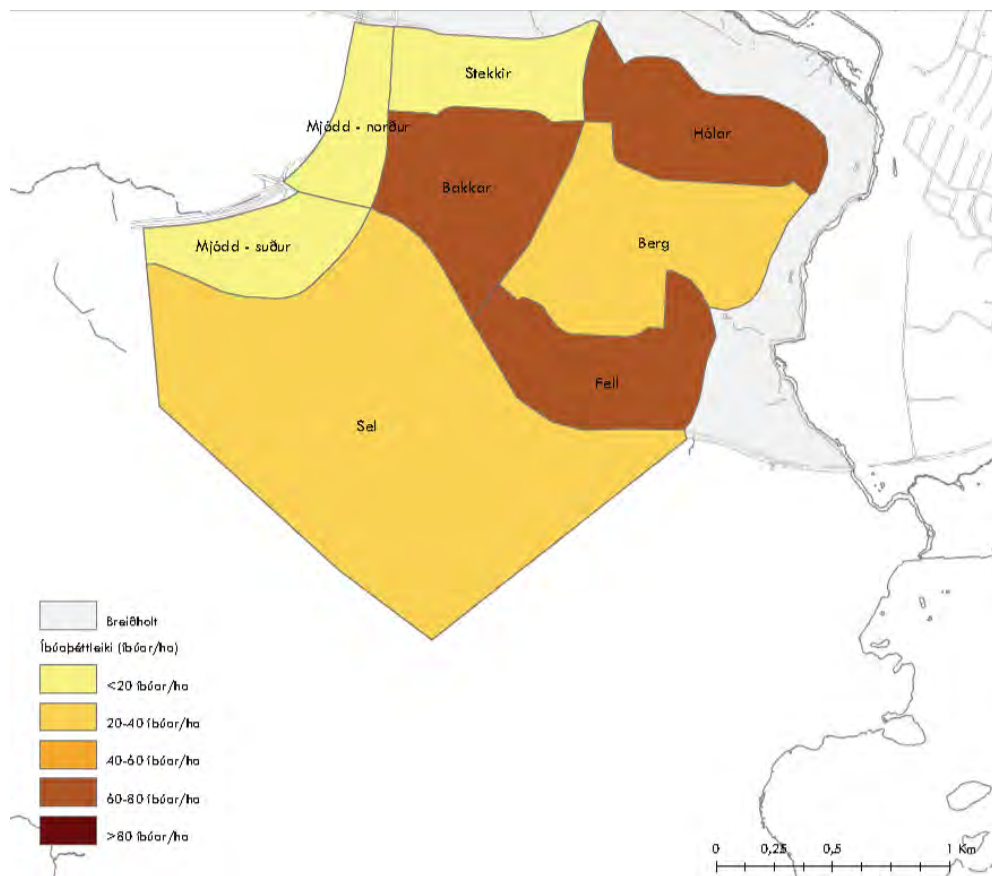 Stekkir
Mjódd - norður
Hólar
Bakkar
Mjódd - suður
Berg
Fell
Sel
Breiðholt
Íbúaþéttleiki (íbúar/ha)
<20 íbúar/ha
20-40 íbúar/ha
40-60 íbúar/ha
60-80 íbúar/ha
>80 íbúar/ha
0 0,25 0,5 1 Km